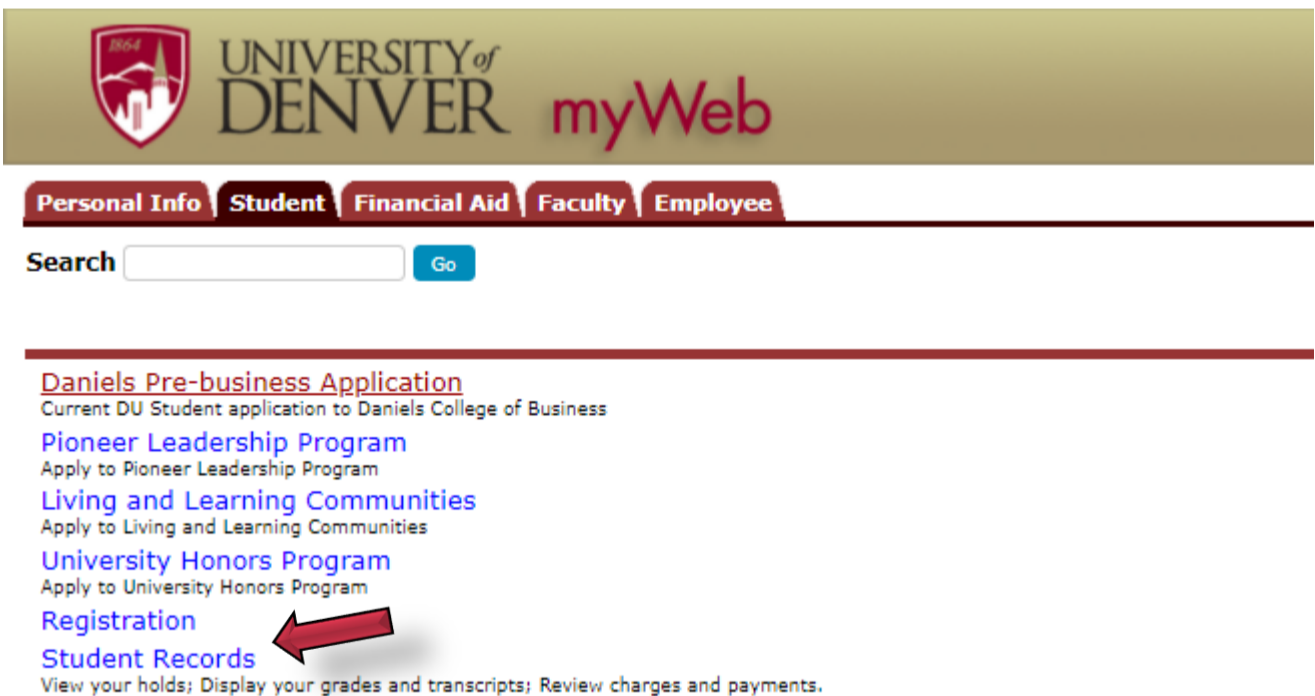 1864
UNIVERSITY of
DENVER myWeb
Personal Info Student Financial Aid Faculty Employee
Search Go
Daniels Pre-business Application
Current DU Student application to Daniels College of Business
Pioneer Leadership Program
Apply to Pioneer Leadership Program
Living and Learning Communities
Apply to Living and Learning Communities
University Honors Program
Apply to University Honors Program
Registration
Student Records
View your holds; Display your grades and transcripts; Review charges and payments.